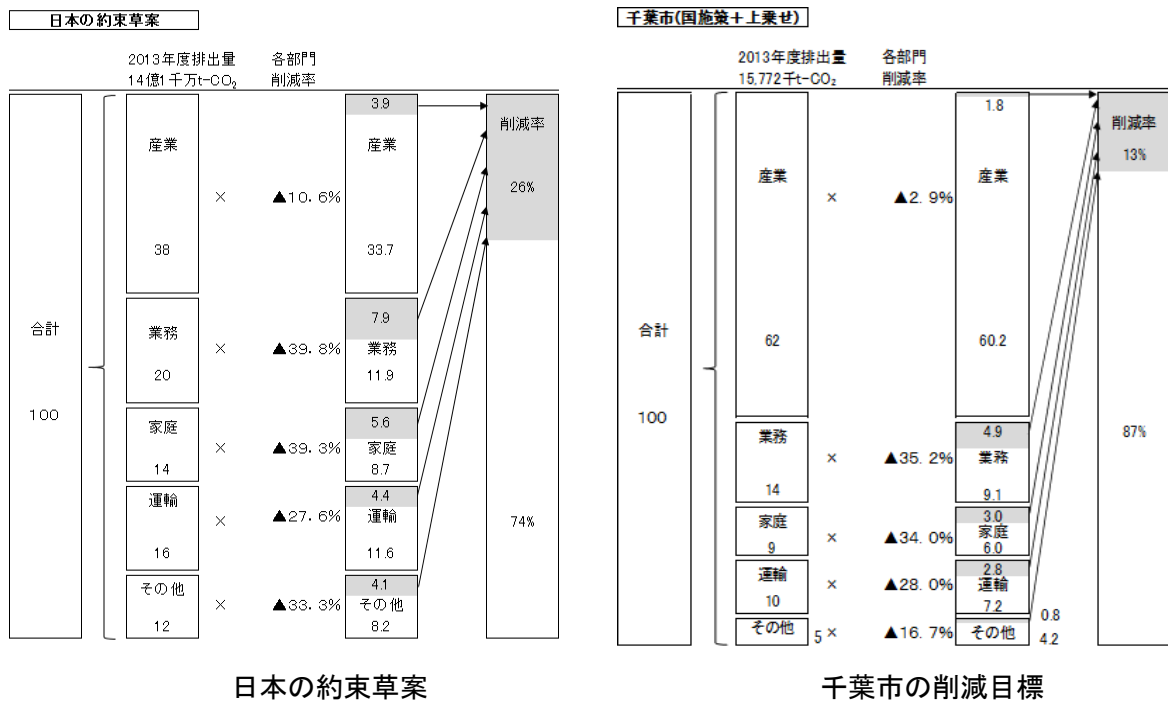 日本の約束草案
2013年度排出量 各部門
14億1千万t-CO₂ 削減率
合計
100
産業
38
×
▲10.6%
3.9
産業
33.7
業務
20
×
▲39.8%
7.9
業務
11.9
家庭
14
×
▲39.3%
5.6
家庭
8.7
運輸
16
×
▲27.6%
4.4
運輸
11.6
その他
12
×
▲33.3%
4.1
その他
8.2
削減率
26%
74%
日本の約束草案
千葉市(国施策+上乗せ)
2013年度排出量 各部門
15,772千t-CO₂ 削減率
合計
100
産業
62
×
▲2.9%
1.8
産業
60.2
業務
14
×
▲35.2%
4.9
業務
9.1
家庭
9
×
▲34.0%
3.0
家庭
6.0
運輸
10
×
▲28.0%
2.8
運輸
7.2
その他
5
×
▲16.7%
その他
0.8
4.2
削減率
13%
87%
千葉市の削減目標